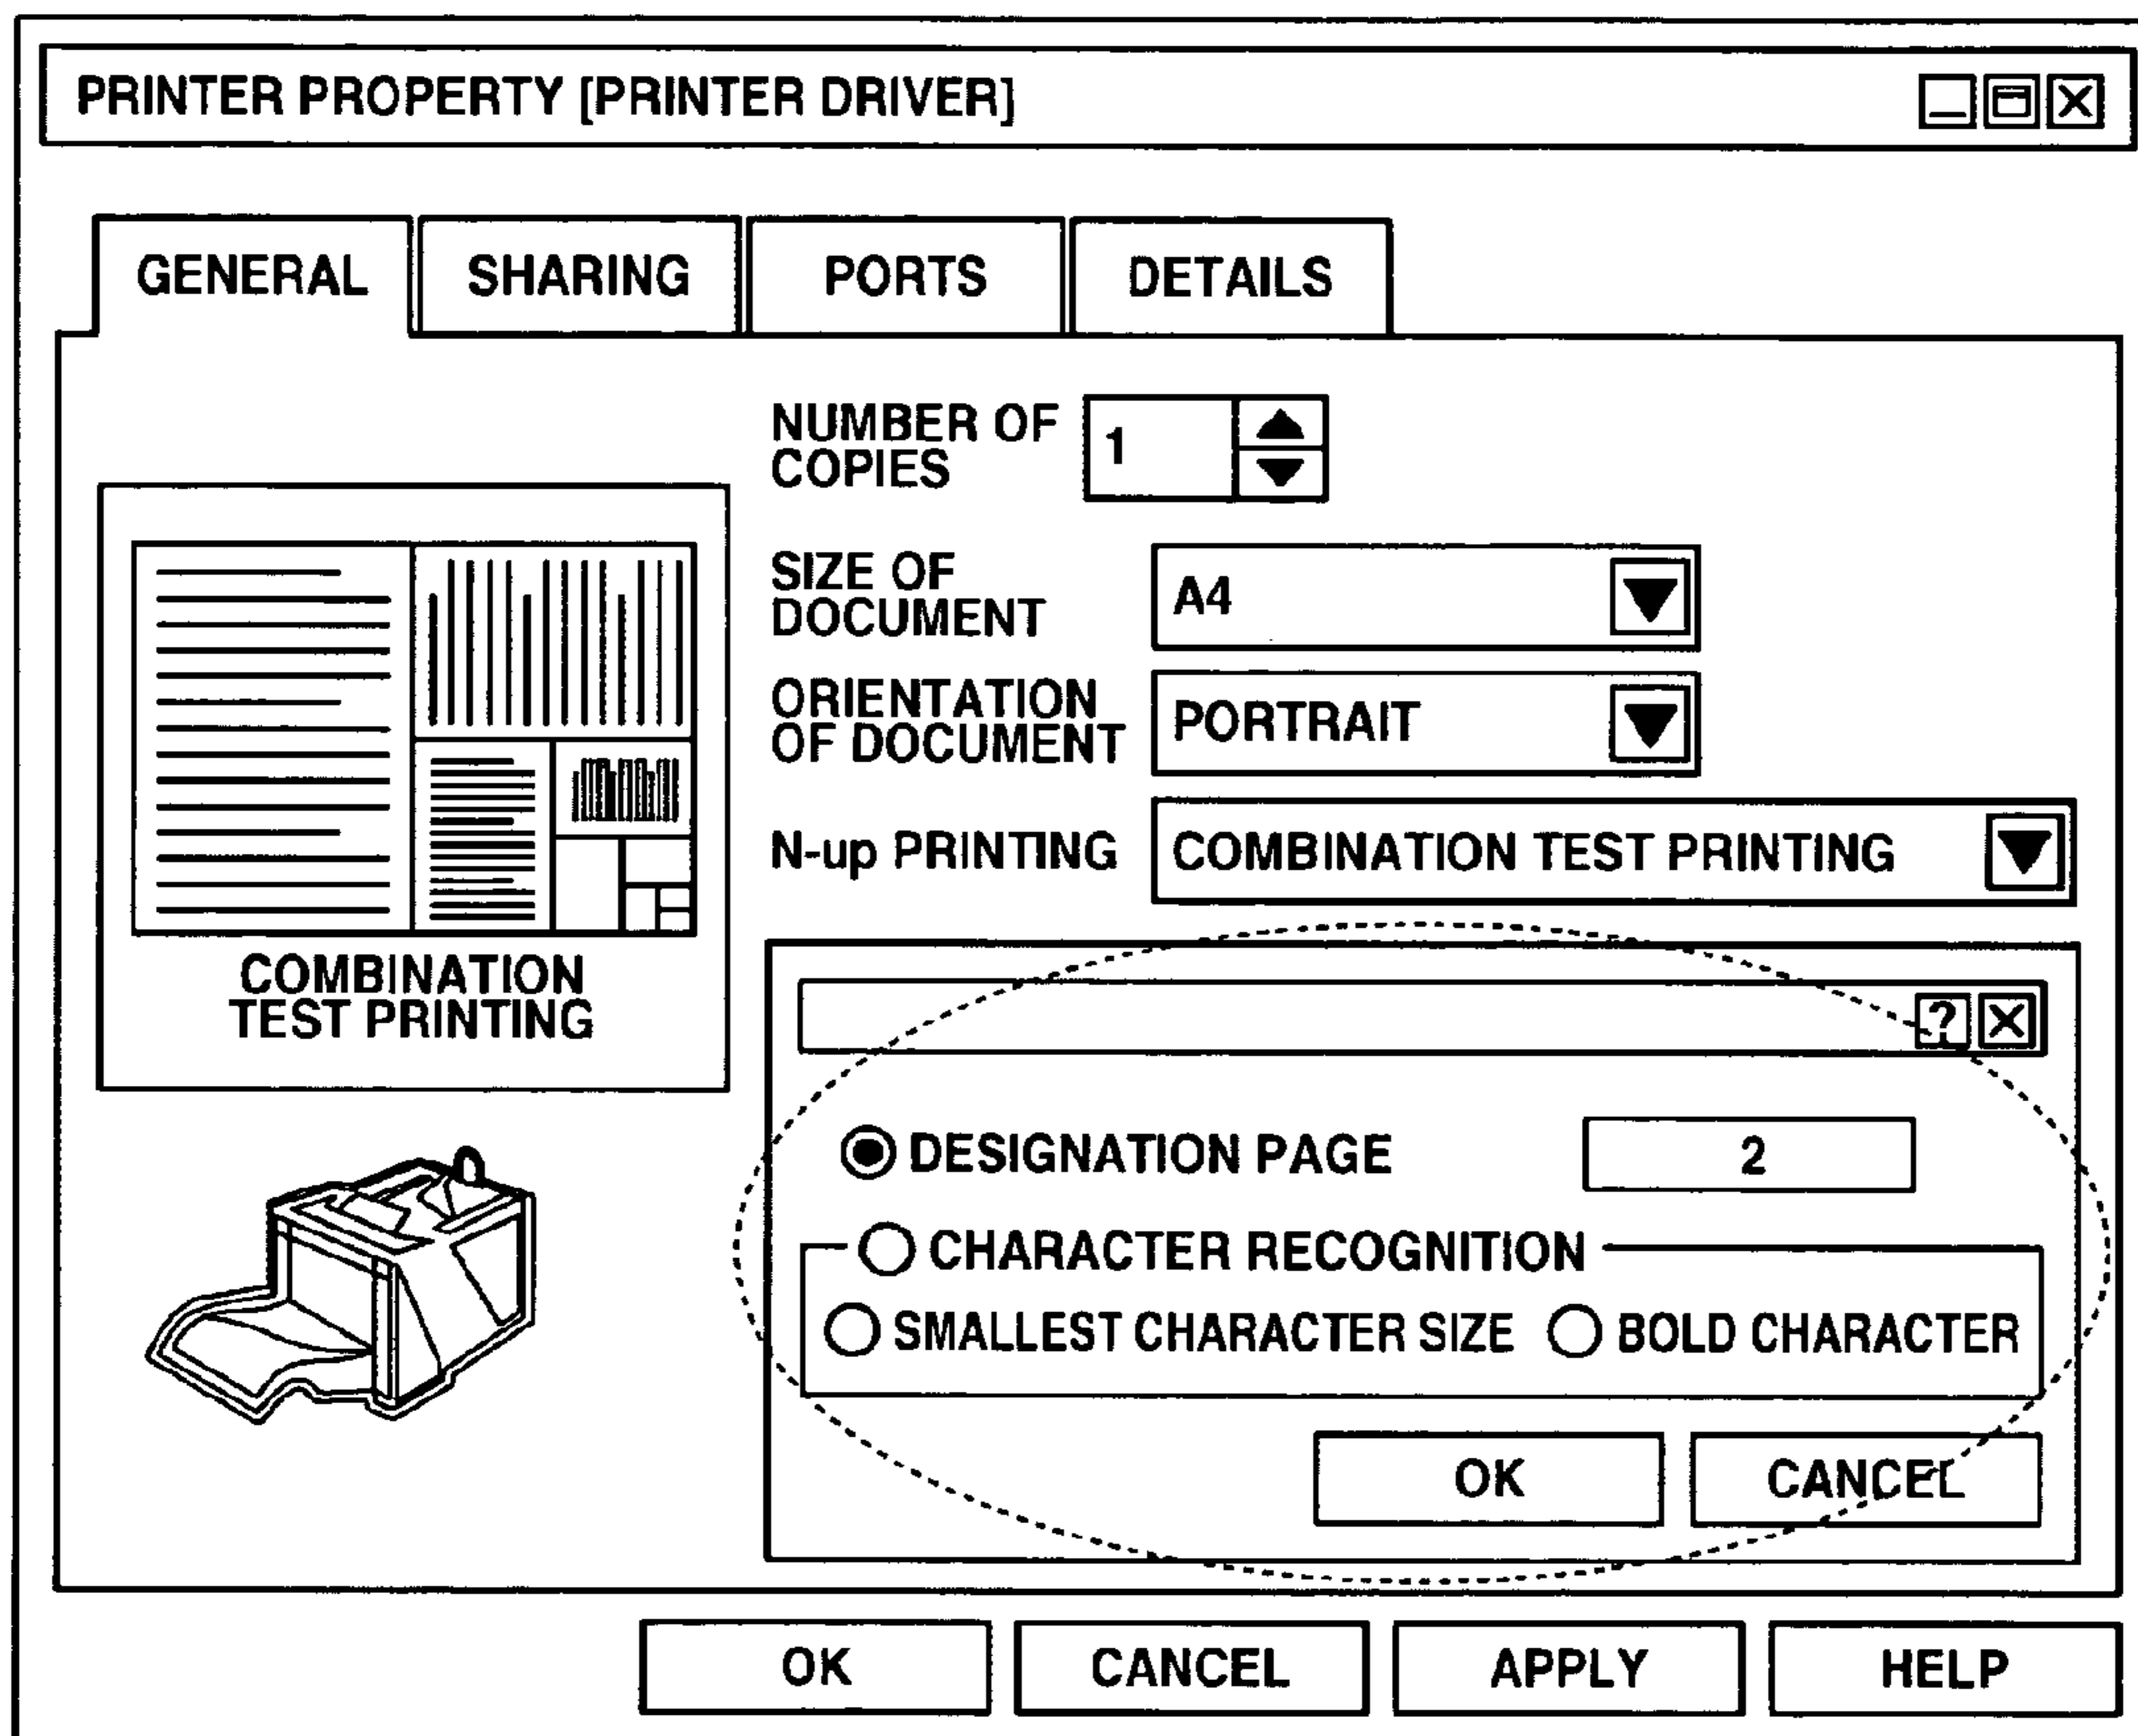 PRINTER PROPERTY [PRINTER DRIVER]
GENERAL
SHARING
PORTS
DETAILS
NUMBER OF
COPIES
1
SIZE OF
DOCUMENT
A4
ORIENTATION
OF DOCUMENT
PORTRAIT
N-up PRINTING
COMBINATION TEST PRINTING
COMBINATION
TEST PRINTING
?
DESIGNATION PAGE
2
CHARACTER RECOGNITION
SMALLEST CHARACTER SIZE
BOLD CHARACTER
OK
CANCEL
OK
CANCEL
APPLY
HELP